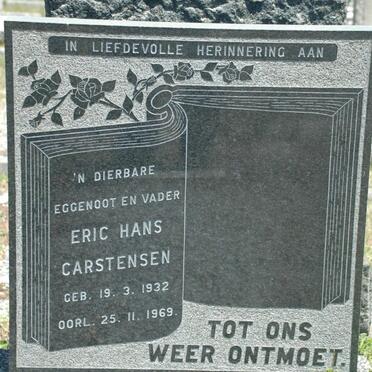 IN LIEFDEVOLLE HERINNERING AAN
'N DIERBARE
EGGENOOT EN VADER
ERIC HANS
CARSTENSEN
GEB. 19. 3. 1932
OORL. 25. 11. 1969.
TOT ONS
WEER ONTMOET.